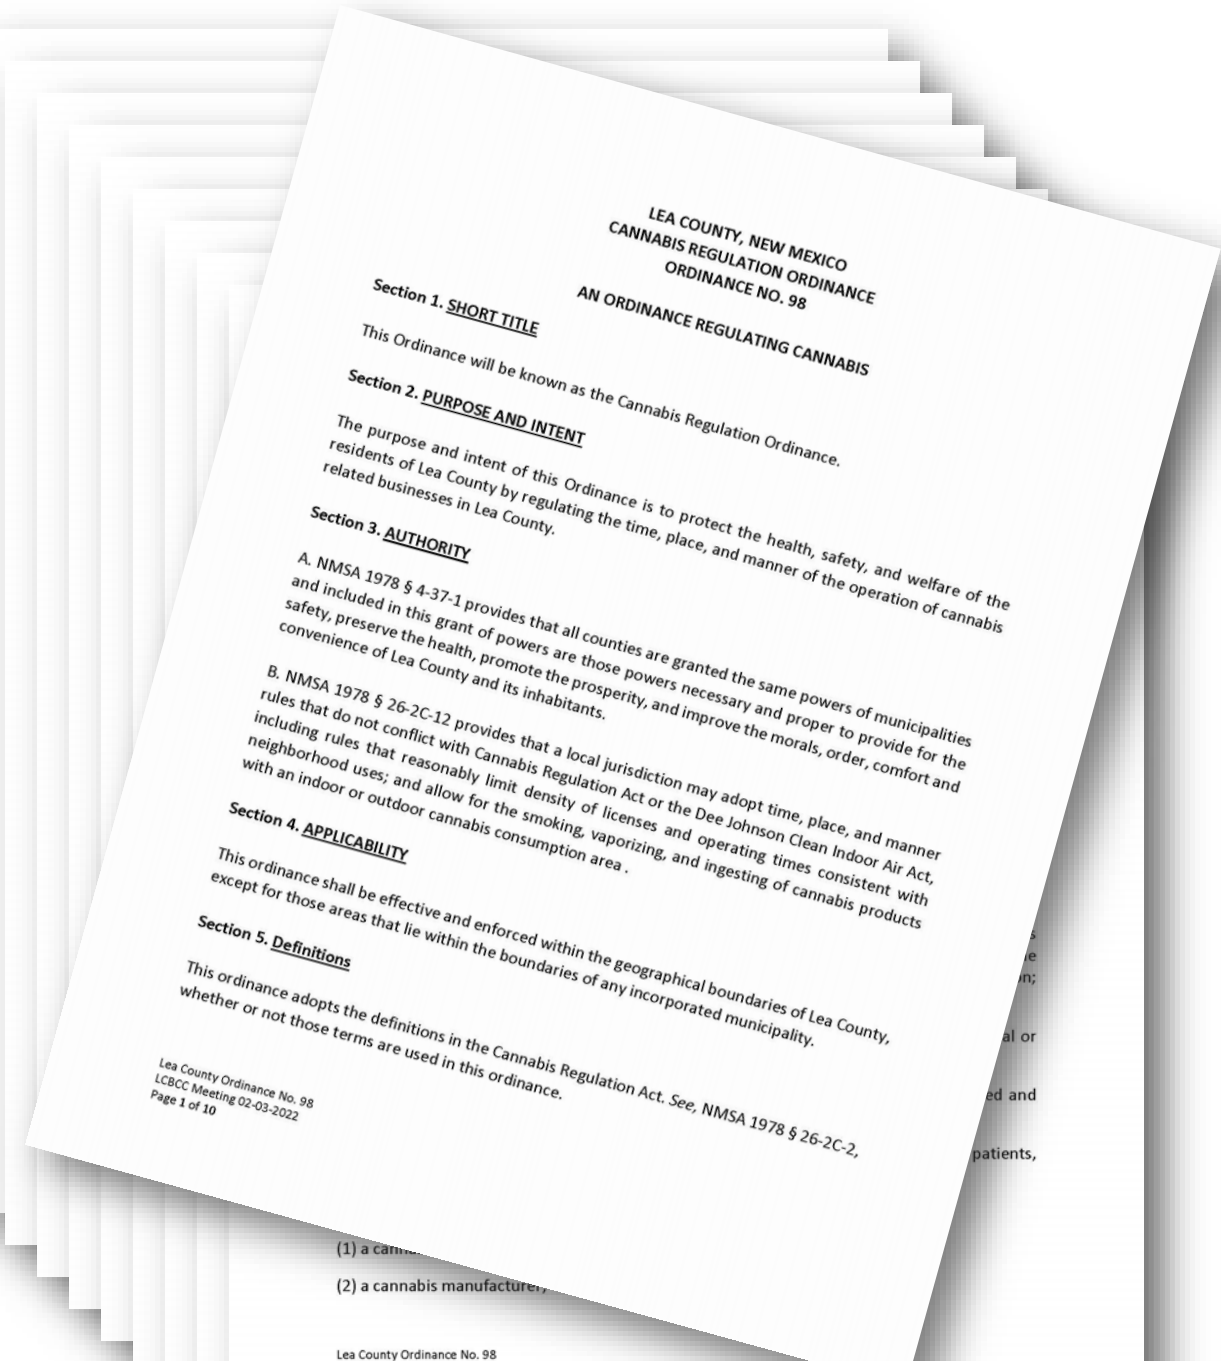 LEA COUNTY, NEW MEXICO
CANNABIS REGULATION ORDINANCE
ORDINANCE NO. 98
AN ORDINANCE REGULATING CANNABIS
Section 1. SHORT TITLE
This Ordinance will be known as the Cannabis Regulation Ordinance.
Section 2. PURPOSE AND INTENT
The purpose and intent of this Ordinance is to protect the health, safety, and welfare of the
residents of Lea County by regulating the time, place, and manner of the operation of cannabis
related businesses in Lea County.
Section 3. AUTHORITY
A. NMSA 1978 § 4-37-1 provides that all counties are granted the same powers of municipalities
and included in this grant of powers are those powers necessary and proper to provide for the
safety, preserve the health, promote the prosperity, and improve the morals, order, comfort and
convenience of Lea County and its inhabitants.
B. NMSA 1978 § 26-2C-12 provides that a local jurisdiction may adopt time, place, and manner
rules that do not conflict with Cannabis Regulation Act or the Dee Johnson Clean Indoor Air Act,
including rules that reasonably limit density of licenses and operating times consistent with
neighborhood uses; and allow for the smoking, vaporizing, and ingesting of cannabis products
with an indoor or outdoor cannabis consumption area .
Section 4. APPLICABILITY
This ordinance shall be effective and enforced within the geographical boundaries of Lea County,
except for those areas that lie within the boundaries of any incorporated municipality.
Section 5. Definitions
This ordinance adopts the definitions in the Cannabis Regulation Act. See, NMSA 1978 § 26-2C-2,
whether or not those terms are used in this ordinance.
Lea County Ordinance No. 98
LCBCC Meeting 02-03-2022
Page 1 of 10
al or
ed and
patients,
(1) a
(2) a cannabis manufacturer;
Lea County Ordinance No. 98